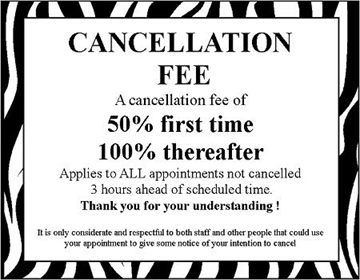 CANCELLATION
FEE
A cancellation fee of
50% first time
100% thereafter
Applies to ALL appointments not cancelled
3 hours ahead of scheduled time.
Thank you for your understanding !
It is only considerate and respectful to both staff and other people that could use
your appointment to give some notice of your intention to cancel